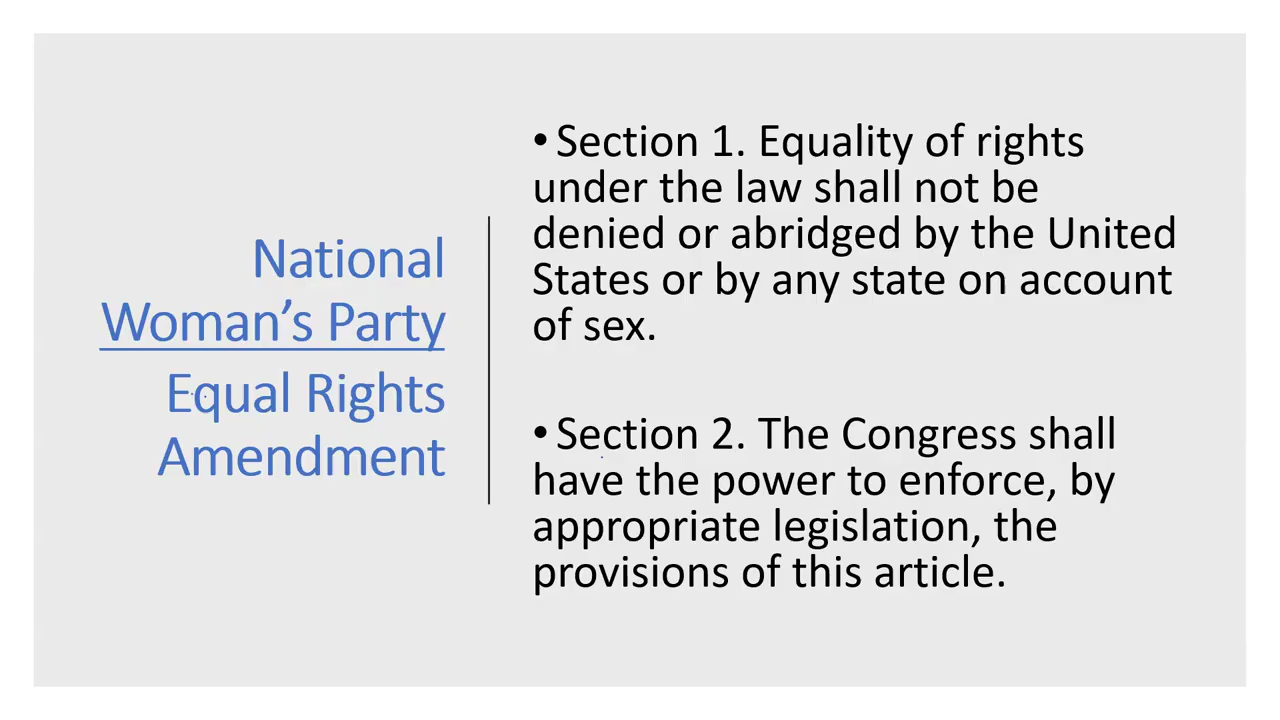 National
Woman’s Party
Equal Rights
Amendment
• Section 1. Equality of rights
under the law shall not be
denied or abridged by the United
States or by any state on account
of sex.
• Section 2. The Congress shall
have the power to enforce, by
appropriate legislation, the
provisions of this article.